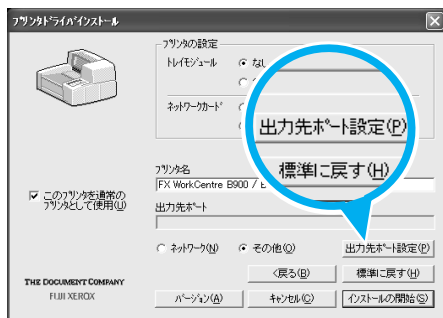 プリンタドライバインストール
プリンタの設定
トレイモジュール
なし
ネットワークカード
出力先ポート設定(P)
標準に戻す(H)
プリンタ名
FX WorkCentre B900 / E
このプリンタを通常の
プリンタとして使用(U)
出力先ポート
ネットワーク(N)
その他(O)
出力先ポート設定(P)
<戻る(B)
標準に戻す(H)
THE DOCUMENT COMPANY
FUJI XEROX
バージョン(A)
キャンセル(C)
インストールの開始(S)